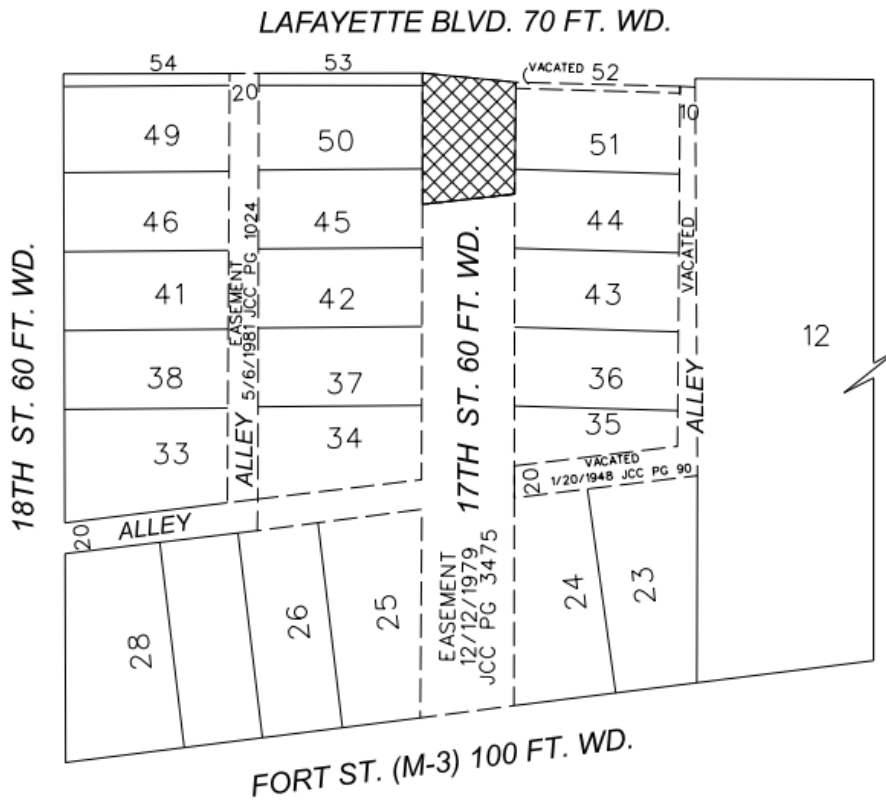 LAFAYETTE BLVD. 70 FT. WD.
54
53
(VACATED 52
20
10
49
50
51
46
45
44
41
42
43
38
37
36
33
34
35
12
18TH ST. 60 FT. WD.
EASEMENT
ALLEY 5/6/1981 JCC PG 1024
17TH ST. 60 FT. WD.
VACATED
ALLEY
VACATED
20 1/20/1948 JCC PG 90
20
ALLEY
EASEMENT
12/12/1979
JCC PG 3475
28
26
25
24
23
FORT ST. (M-3) 100 FT. WD.